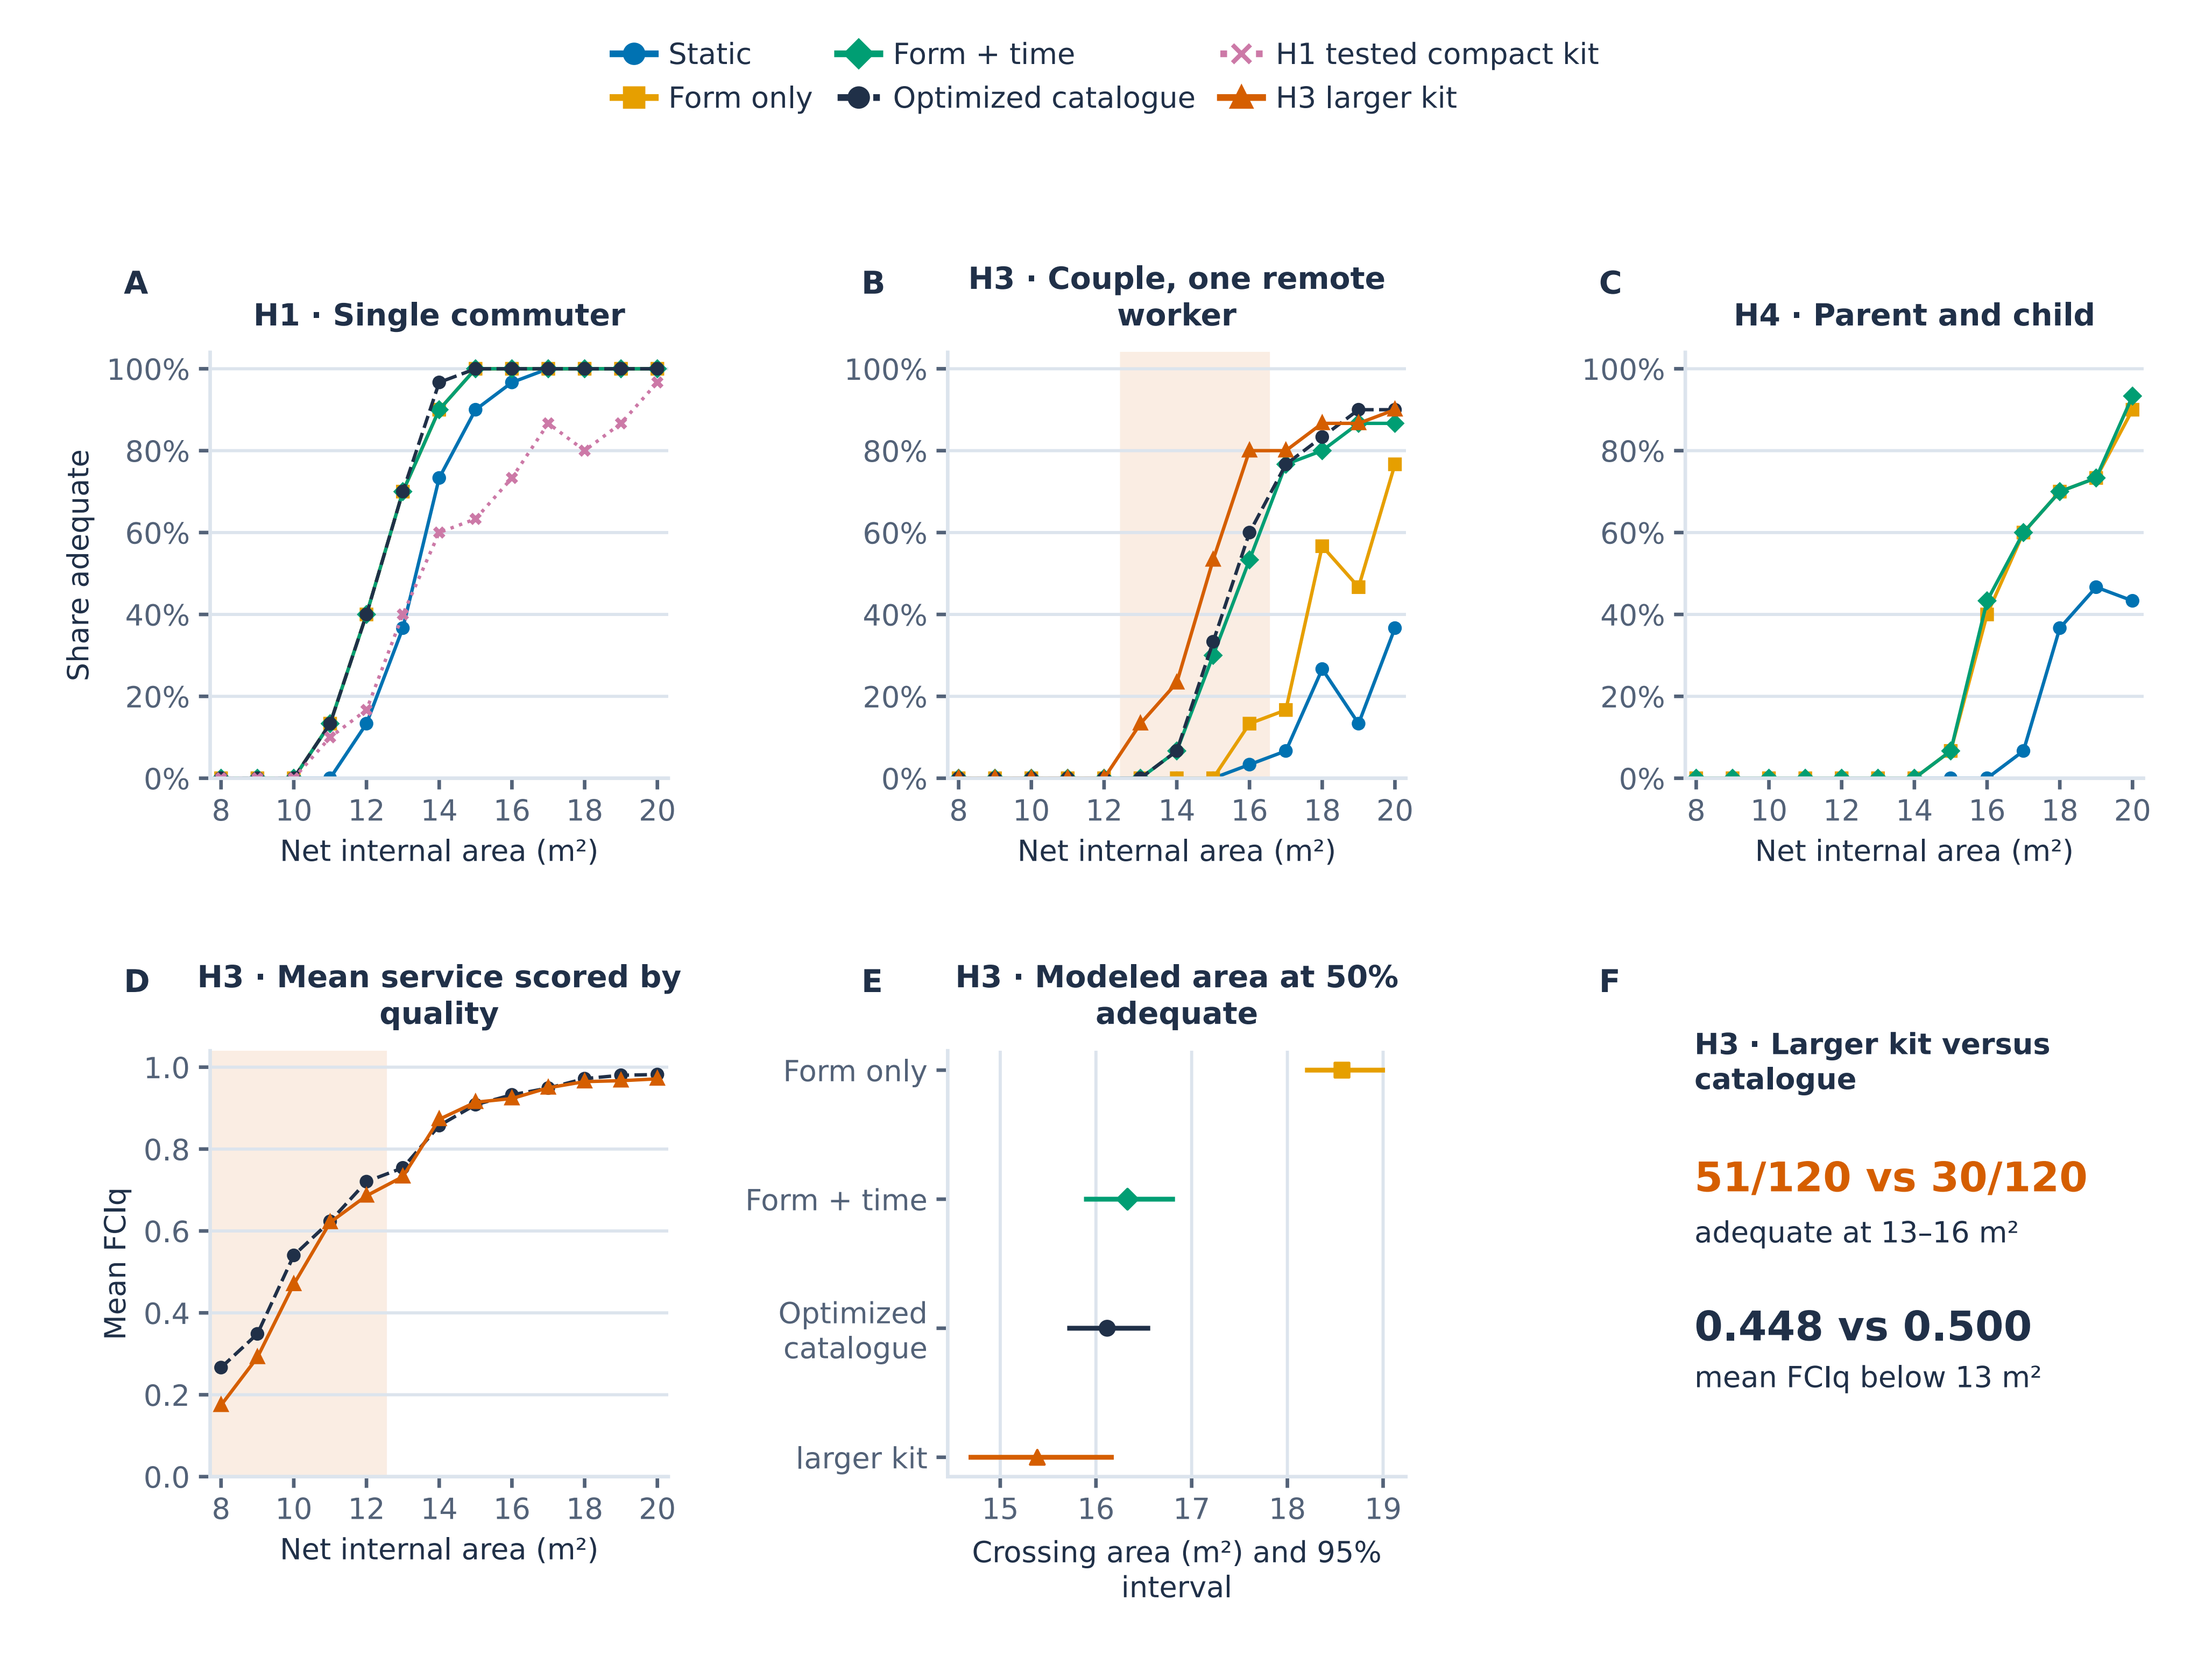 Static
Form + time
H1 tested compact kit
Form only
Optimized catalogue
H3 larger kit
A
H1 · Single commuter
100%
80%
60%
40%
20%
0%
Share adequate
8 10 12 14 16 18 20
Net internal area (m²)
B
H3 · Couple, one remote
worker
100%
80%
60%
40%
20%
0%
8 10 12 14 16 18 20
Net internal area (m²)
C
H4 · Parent and child
100%
80%
60%
40%
20%
0%
8 10 12 14 16 18 20
Net internal area (m²)
D
H3 · Mean service scored by
quality
1.0
0.8
0.6
0.4
0.2
0.0
Mean FCIq
8 10 12 14 16 18 20
Net internal area (m²)
E
H3 · Modeled area at 50%
adequate
Form only
Form + time
Optimized
catalogue
larger kit
15 16 17 18 19
Crossing area (m²) and 95%
interval
F
H3 · Larger kit versus
catalogue
51/120 vs 30/120
adequate at 13–16 m²
0.448 vs 0.500
mean FCIq below 13 m²